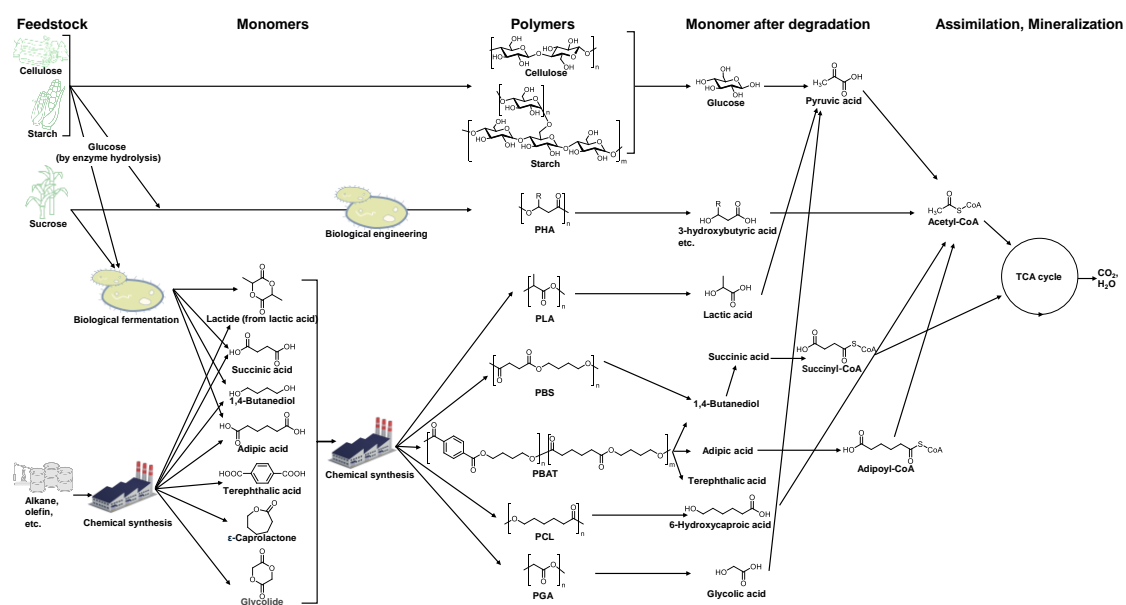 Feedstock
Monomers
Polymers
Monomer after degradation
Assimilation, Mineralization
Cellulose
Starch
Glucose
(by enzyme hydrolysis)
Sucrose
Biological engineering
Biological fermentation
Lactide (from lactic acid)
Succinic acid
1,4-Butanediol
Adipic acid
Terephthalic acid
ε-Caprolactone
Glycolide
Alkane,
olefin,
etc.
Chemical synthesis
Chemical synthesis
Cellulose
Starch
PHA
PLA
PBS
PBAT
PCL
PGA
Glucose
3-hydroxybutyric acid
etc.
Lactic acid
Succinic acid
1,4-Butanediol
Adipic acid
Terephthalic acid
6-Hydroxycaproic acid
Glycolic acid
Pyruvic acid
Succinyl-CoA
Adipoyl-CoA
Acetyl-CoA
TCA cycle
CO2,
H2O